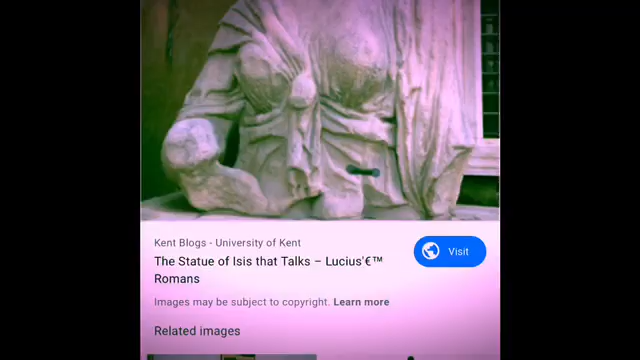 Kent Blogs - University of Kent
Visit
The Statue of Isis that Talks – Lucius'€™
Romans
Images may be subject to copyright. Learn more
Related images